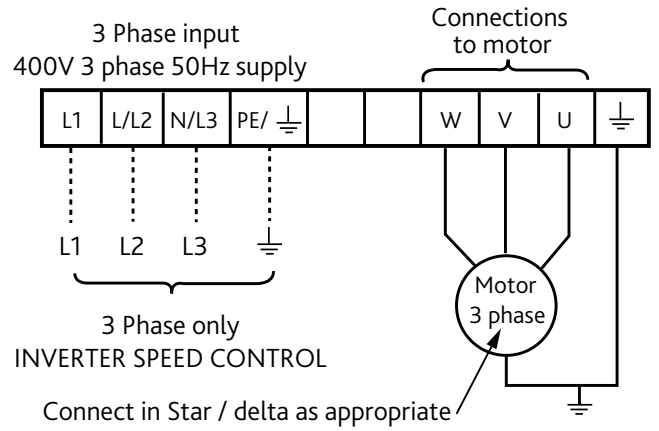 3 Phase input
400V 3 phase 50Hz supply
Connections
to motor
L1 L/L2 N/L3 PE/ W V U
L1 L2 L3
Motor
3 phase
3 Phase only
INVERTER SPEED CONTROL
Connect in Star / delta as appropriate